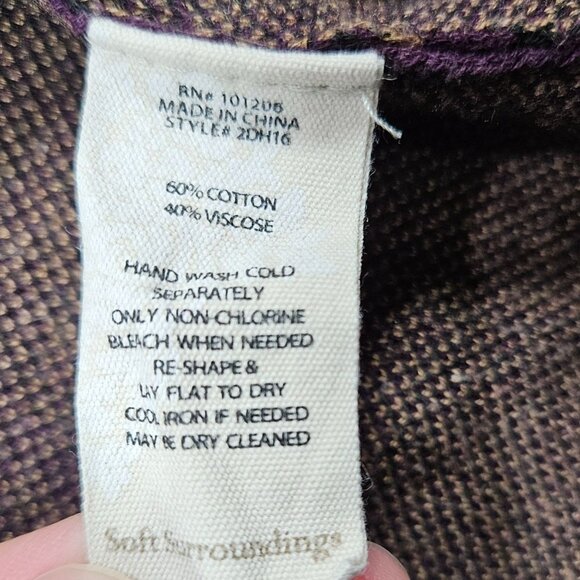 RN# 101206
MADE IN CHINA
STYLE# 2DH16
60% COTTON
40% VISCOSE
HAND WASH COLD
SEPARATELY
ONLY NON-CHLORINE
BLEACH WHEN NEEDED
RE-SHAPE &
LAY FLAT TO DRY
COOL IRON IF NEEDED
MAY BE DRY CLEANED
Soft Surroundings